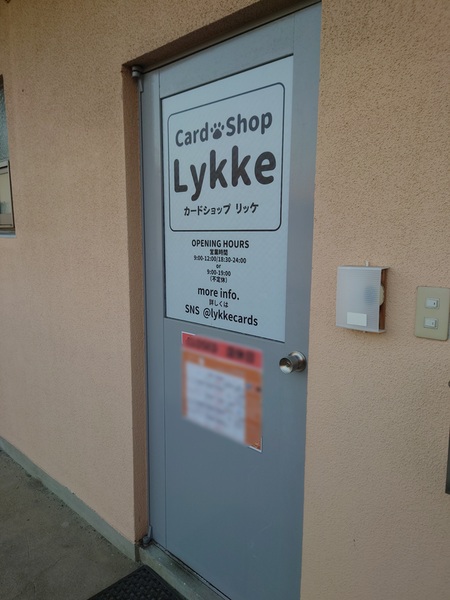 Card Shop
Lykke
カードショップ リッケ
OPENING HOURS
営業時間
9:00-12:00/18:30-24:00
or
9:00-19:00
(不定休)
more info.
詳しくは
SNS @lykkecards